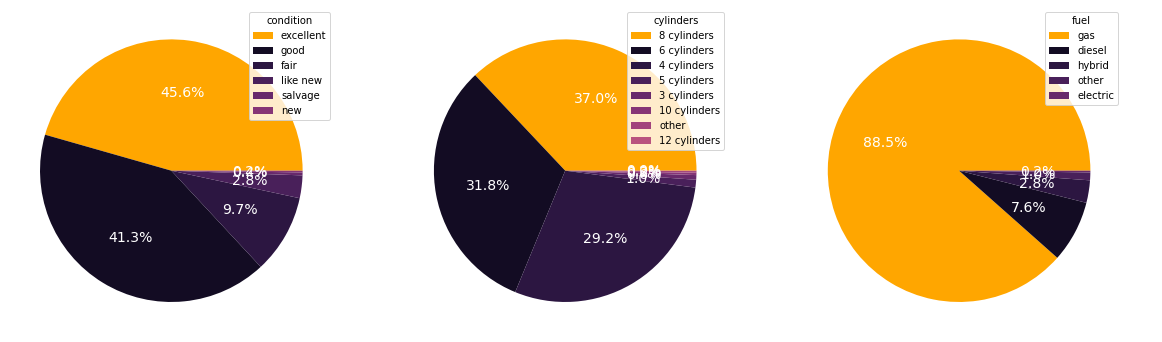 condition
excellent
good
fair
like new
salvage
new
45.6%
41.3%
9.7%
2.8%
cylinders
8 cylinders
6 cylinders
4 cylinders
5 cylinders
3 cylinders
10 cylinders
other
12 cylinders
37.0%
31.8%
29.2%
1.0%
fuel
gas
diesel
hybrid
other
electric
88.5%
7.6%
2.8%
0.2%